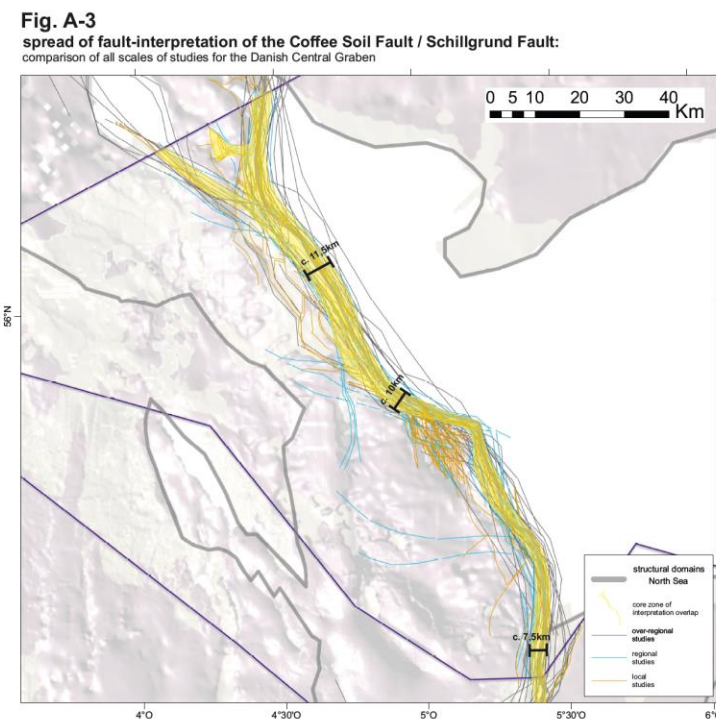 Fig. A-3
spread of fault-interpretation of the Coffee Soil Fault / Schillgrund Fault:
comparison of all scales of studies for the Danish Central Graben
0 5 10 20 30 40 Km
c. 11,5km
56°N
c. 10km
structural domains
North Sea
core zone of
interpretation overlap
over-regional
studies
regional
studies
local
studies
c. 7,5km
4°O 4°30'O 5°O 5°30'O 6°O